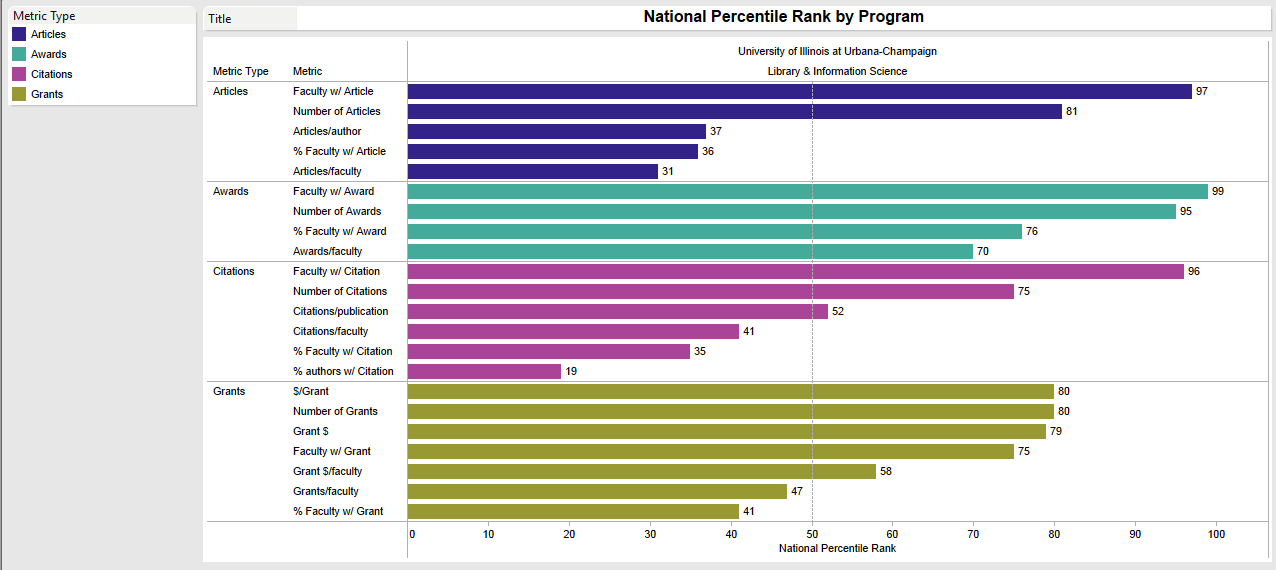 Metric Type
Articles
Awards
Citations
Grants
Title
National Percentile Rank by Program
University of Illinois at Urbana-Champaign
Metric Type Metric Library & Information Science
Articles Faculty w/ Article 97
Number of Articles 81
Articles/author 37
% Faculty w/ Article 36
Articles/faculty 31
Awards Faculty w/ Award 99
Number of Awards 95
% Faculty w/ Award 76
Awards/faculty 70
Citations Faculty w/ Citation 96
Number of Citations 75
Citations/publication 52
Citations/faculty 41
% Faculty w/ Citation 35
% authors w/ Citation 19
Grants $/Grant 80
Number of Grants 80
Grant $ 79
Faculty w/ Grant 75
Grant $/faculty 58
Grants/faculty 47
% Faculty w/ Grant 41
0 10 20 30 40 50 60 70 80 90 100
National Percentile Rank